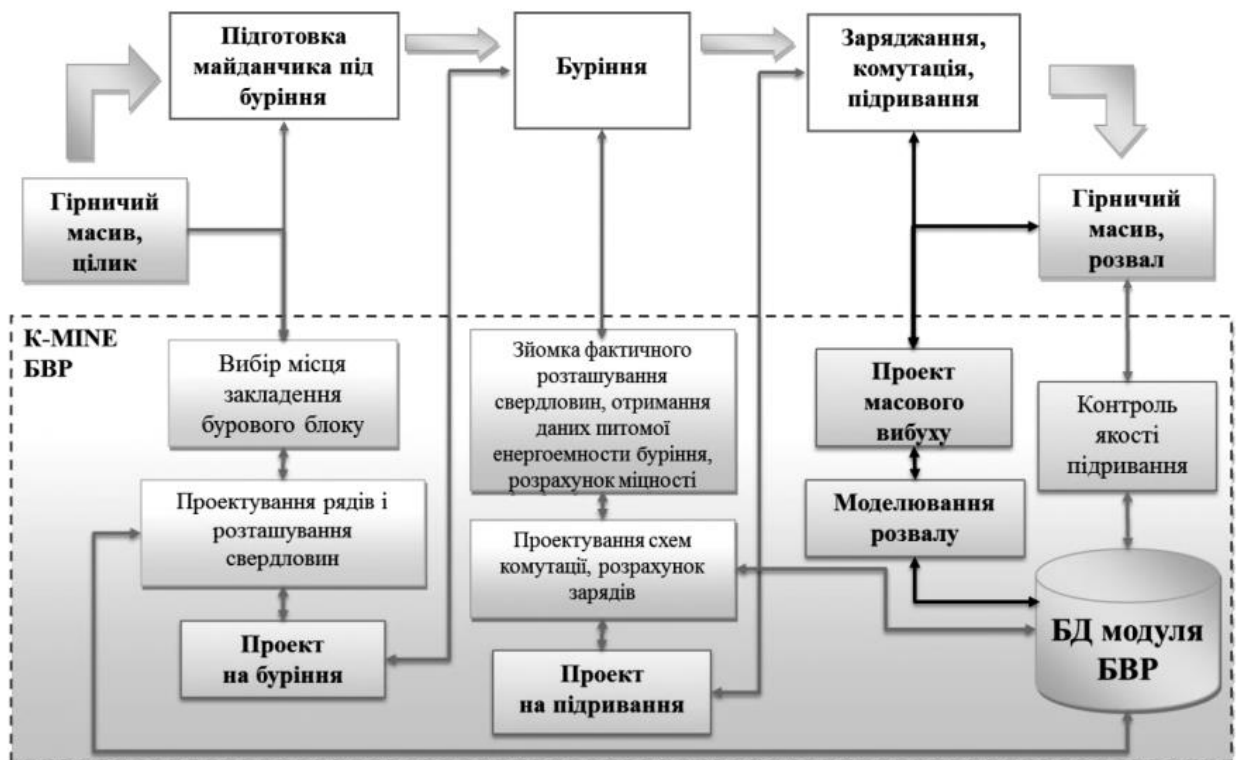 Підготовка
майданчика під
буріння
Буріння
Заряджання,
комутація,
підривання
Гірничий
масив,
цілик
Гірничий
масив,
розвал
K-MINE
БВР
Вибір місця
закладення
бурового блоку
Зйомка фактичного
розташування
свердловин, отримання
даних питомої
енергоемности буріння,
розрахунок міцності
Проект
масового
вибуху
Контроль
якості
підривання
Проектування рядів і
розташування
свердловин
Проектування схем
комутації, розрахунок
зарядів
Моделювання
розвалу
Проект
на буріння
Проект
на підривання
БД модуля
БВР